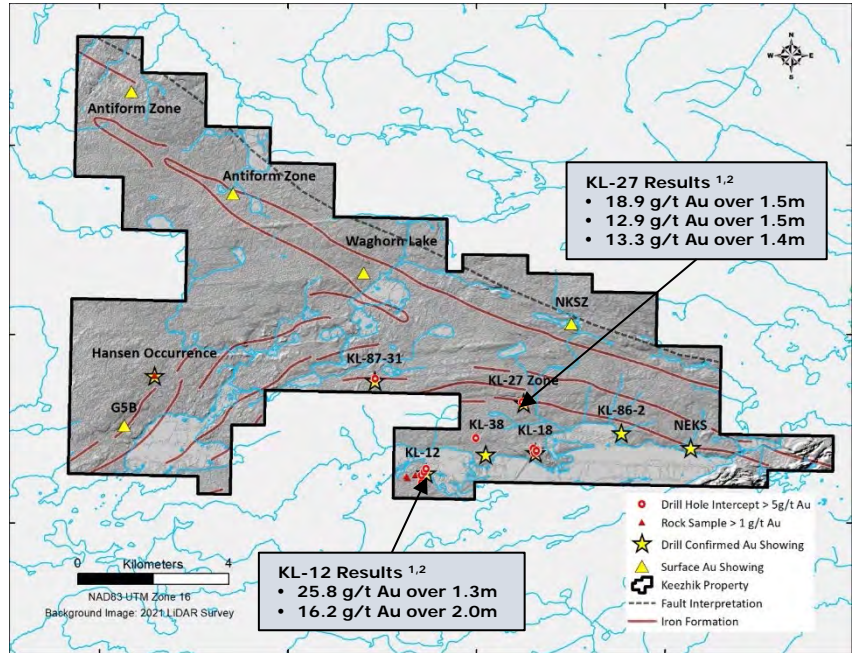 N
W E
S
Antiform Zone
Antiform Zone
KL-27 Results 1,2
• 18.9 g/t Au over 1.5m
• 12.9 g/t Au over 1.5m
• 13.3 g/t Au over 1.4m
Waghorn Lake
NKSZ
Hansen Occurrence
KL-87-31
KL-27 Zone
G5B
KL-86-2
KL-38
KL-18
NEKS
KL-12
0 Kilometers 4
NAD83 UTM Zone 16
Background Image: 2021 LiDAR Survey
KL-12 Results 1,2
• 25.8 g/t Au over 1.3m
• 16.2 g/t Au over 2.0m
Drill Hole Intercept > 5g/t Au
Rock Sample > 1 g/t Au
Drill Confirmed Au Showing
Surface Au Showing
Keezhik Property
Fault Interpretation
Iron Formation